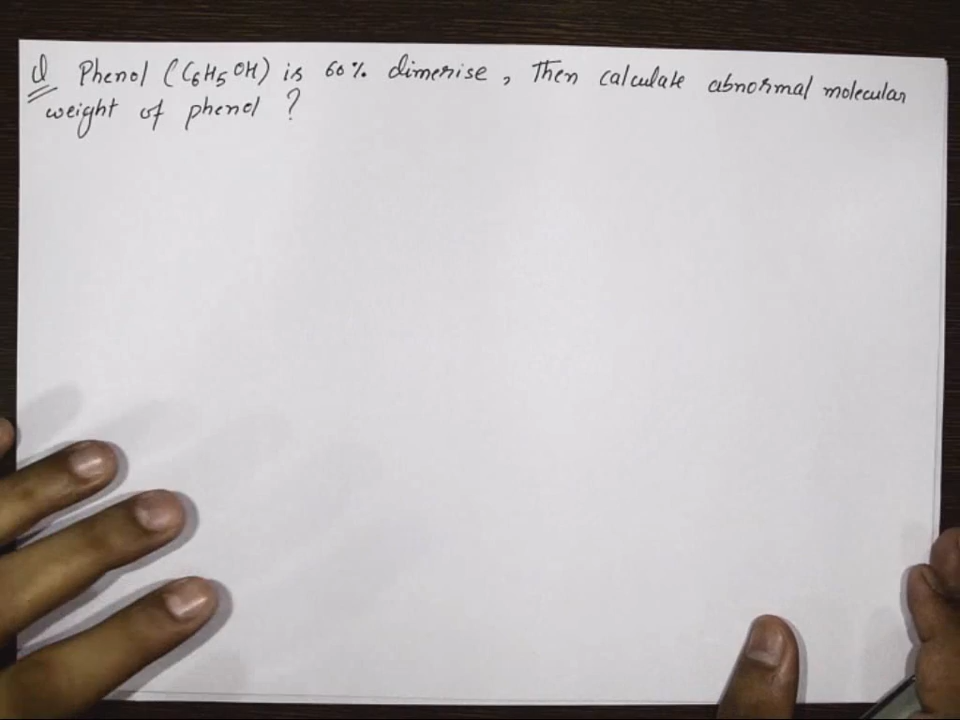 Q Phenol (C6H5OH) is 60% dimerise, Then calculate abnormal molecular
weight of phenol ?